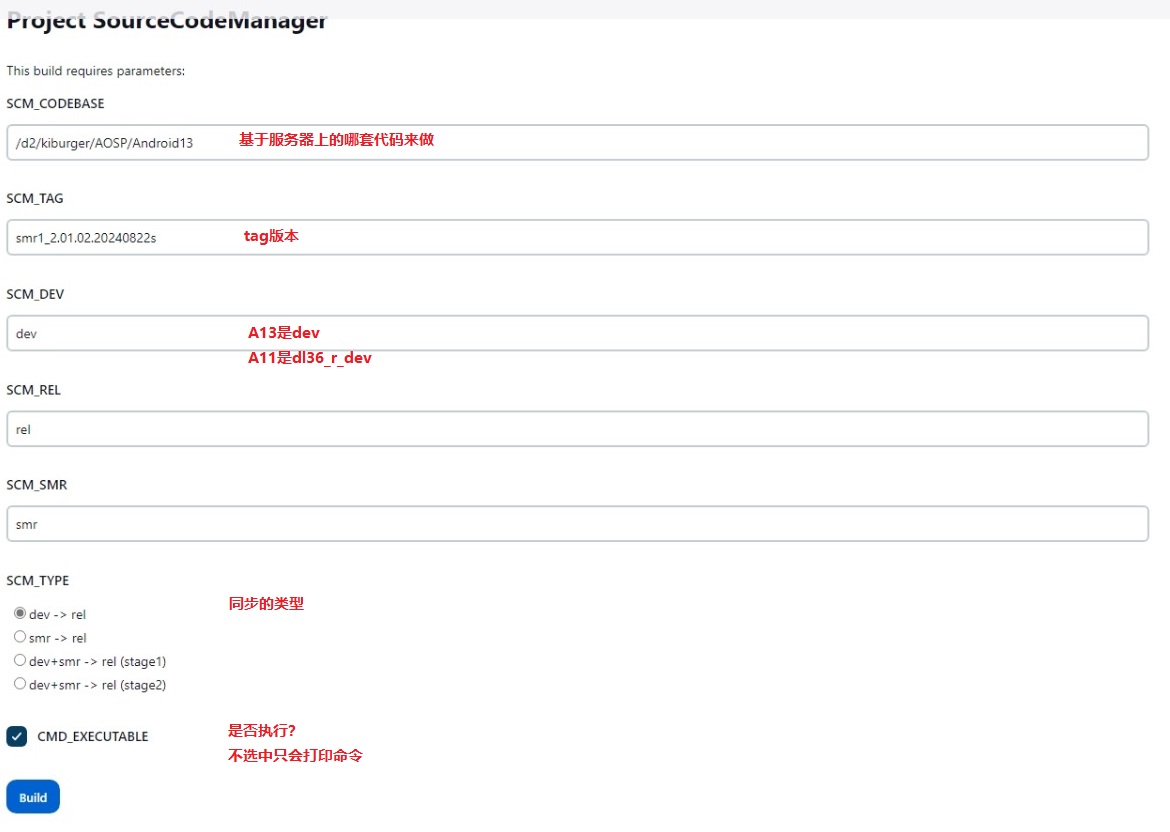 Project SourceCodeManager
This build requires parameters:
SCM_CODEBASE
/d2/kiburger/AOSP/Android13 基于服务器上的哪套代码来做
SCM_TAG
smr1_2.01.02.20240822s tag版本
SCM_DEV
dev A13是dev
A11是dl36_r_dev
SCM_REL
rel
SCM_SMR
smr
SCM_TYPE
同步的类型
dev -> rel
smr -> rel
dev+smr -> rel (stage1)
dev+smr -> rel (stage2)
CMD_EXECUTABLE 是否执行?
不选中只会打印命令
Build